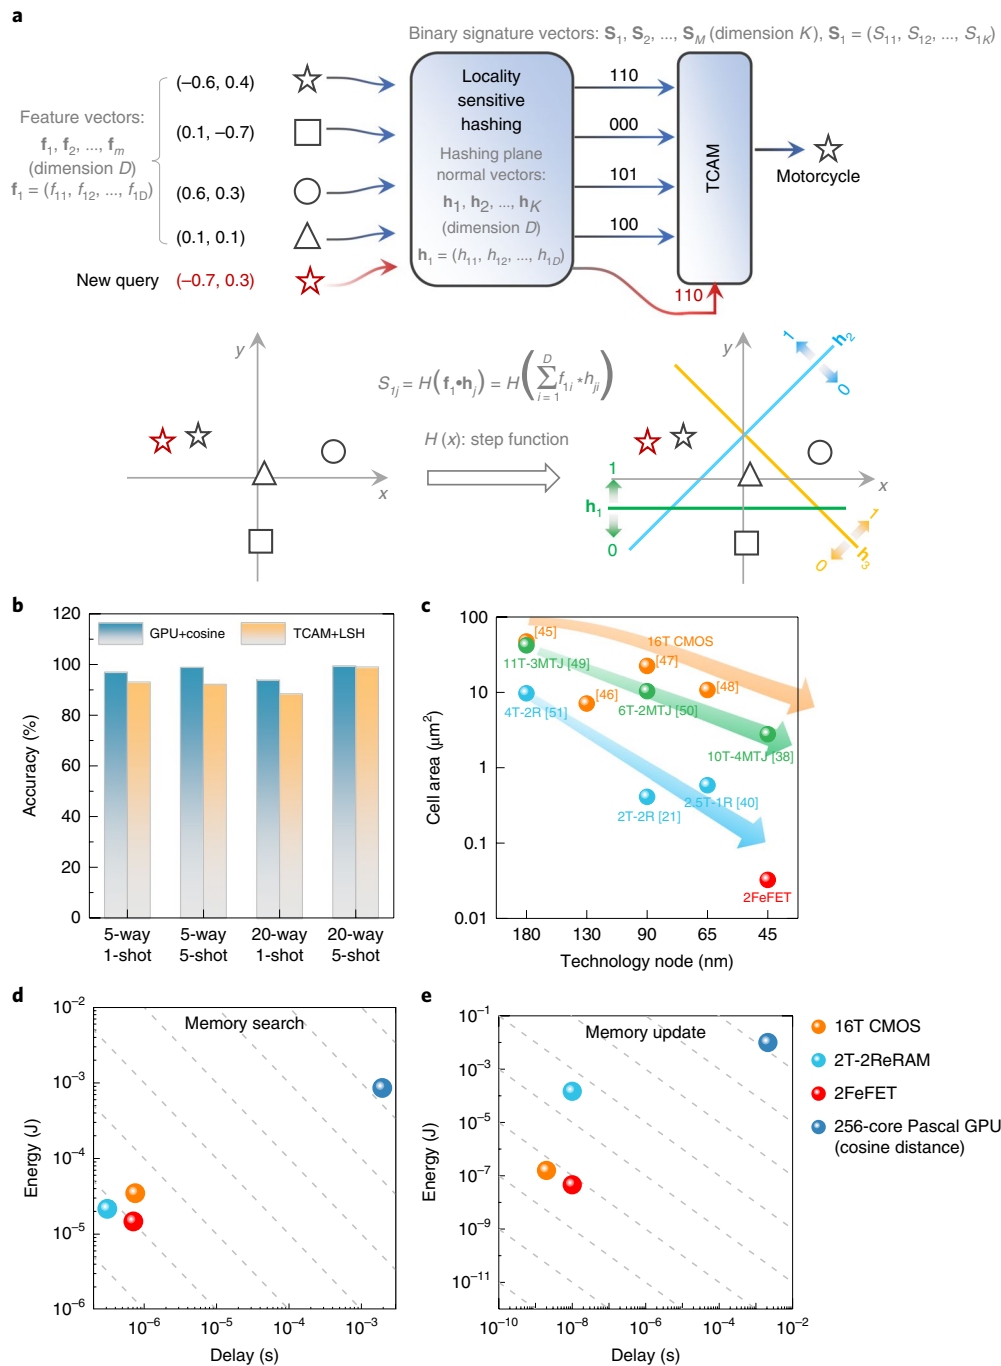 a
Binary signature vectors: S1, S2, ..., SM (dimension K), S1 = (S11, S12, ..., S1K)
Feature vectors:
f1, f2, ..., fm
(dimension D)
f1 = (f11, f12, ..., f1D)
(–0.6, 0.4)
(0.1, –0.7)
(0.6, 0.3)
(0.1, 0.1)
New query (–0.7, 0.3)
Locality
sensitive
hashing
Hashing plane
normal vectors:
h1, h2, ..., hK
(dimension D)
h1 = (h11, h12, ..., h1D)
110
000
101
100
110
TCAM
Motorcycle
y
x
S1j = H(f1•hj) = H(∑ i = 1 D f1i * hji)
H (x): step function
y
x
1
h2
0
1
h1
0
1
h3
0
b
Accuracy (%)
120
100
80
60
40
20
0
GPU+cosine
TCAM+LSH
5-way
1-shot
5-way
5-shot
20-way
1-shot
20-way
5-shot
c
Cell area (μm2)
100
10
1
0.1
0.01
[45]
16T CMOS
11T-3MTJ [49]
[47]
4T-2R [51]
[46]
[48]
6T-2MTJ [50]
10T-4MTJ [38]
2T-2R [21]
2.5T-1R [40]
2FeFET
180
130
90
65
45
Technology node (nm)
d
Memory search
Energy (J)
10–2
10–3
10–4
10–5
10–6
10–6
10–5
10–4
10–3
Delay (s)
e
Memory update
Energy (J)
10–1
10–3
10–5
10–7
10–9
10–11
10–10
10–8
10–6
10–4
10–2
Delay (s)
16T CMOS
2T-2ReRAM
2FeFET
256-core Pascal GPU
(cosine distance)